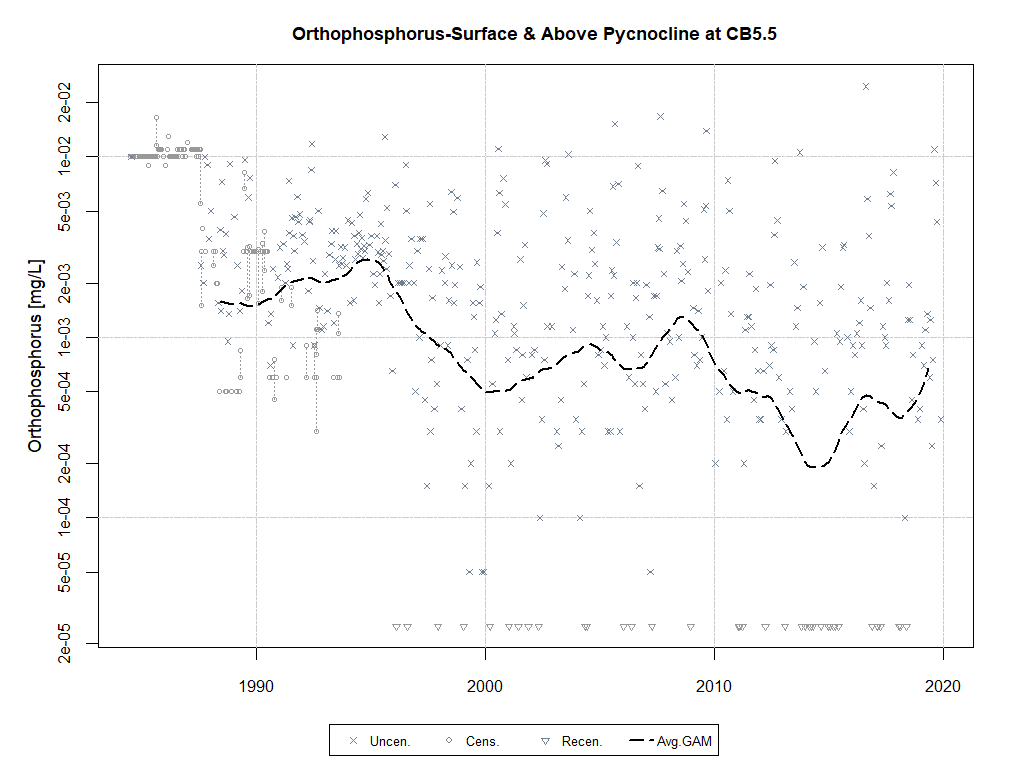 Orthophosphorus-Surface & Above Pycnocline at CB5.5
Orthophosphorus [mg/L]
2e-02
1e-02
5e-03
2e-03
1e-03
5e-04
2e-04
1e-04
5e-05
2e-05
1990 2000 2010 2020
Uncen. Cens. Recen. Avg.GAM